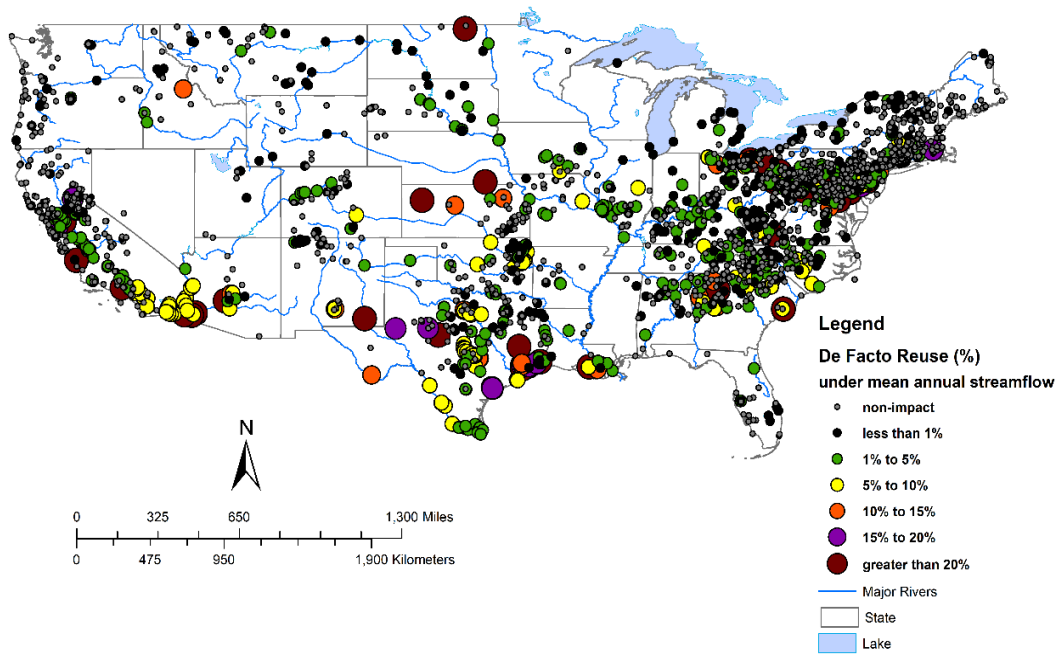 Legend
De Facto Reuse (%)
under mean annual streamflow
non-impact
less than 1%
1% to 5%
5% to 10%
10% to 15%
15% to 20%
greater than 20%
Major Rivers
State
Lake
N
0 325 650 1,300 Miles
0 475 950 1,900 Kilometers